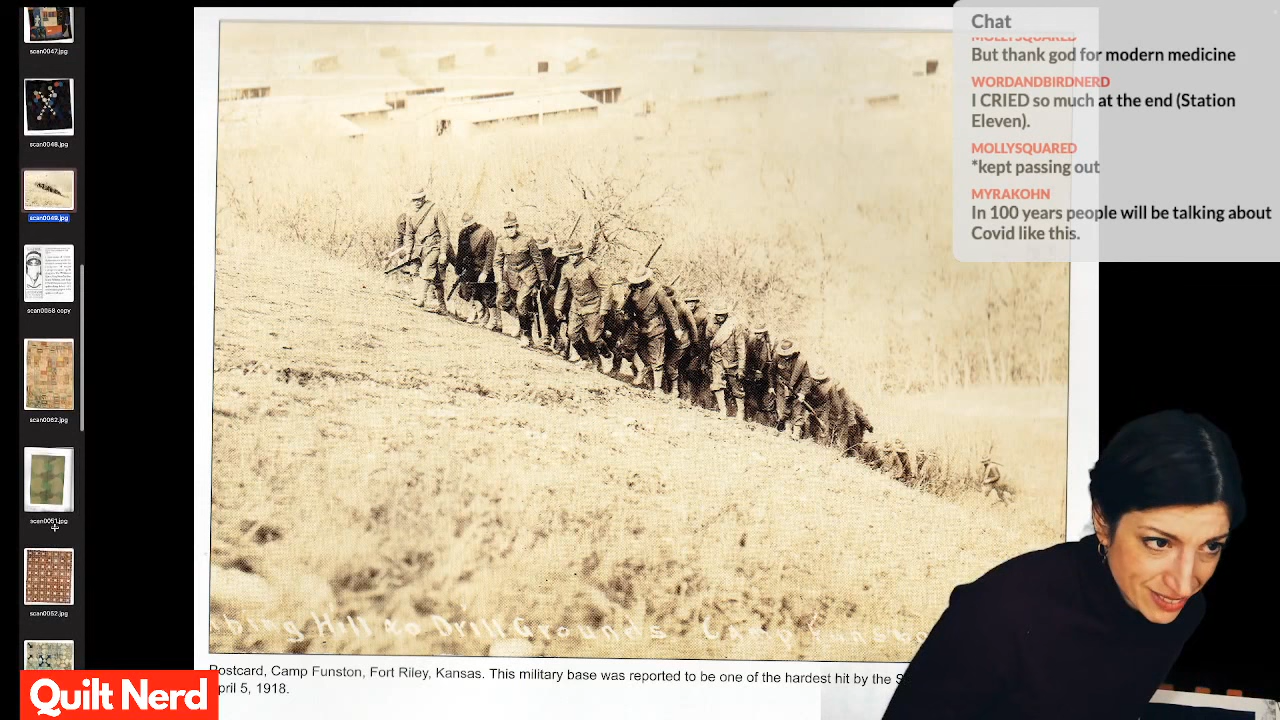 scan0047.jpg
scan0048.jpg
scan0049.jpg
scan0058 copy
scan0062.jpg
scan0051.jpg
scan0052.jpg
Chat
MOLLYSQUARED
But thank god for modern medicine
WORDANDBIRDNERD
I CRIED so much at the end (Station
Eleven).
MOLLYSQUARED
*kept passing out
MYRAKOHN
In 100 years people will be talking about
Covid like this.
Hill to Drill Grounds
Postcard, Camp Funston, Fort Riley, Kansas. This military base was reported to be one of the hardest hit by the
pril 5, 1918.
Quilt Nerd